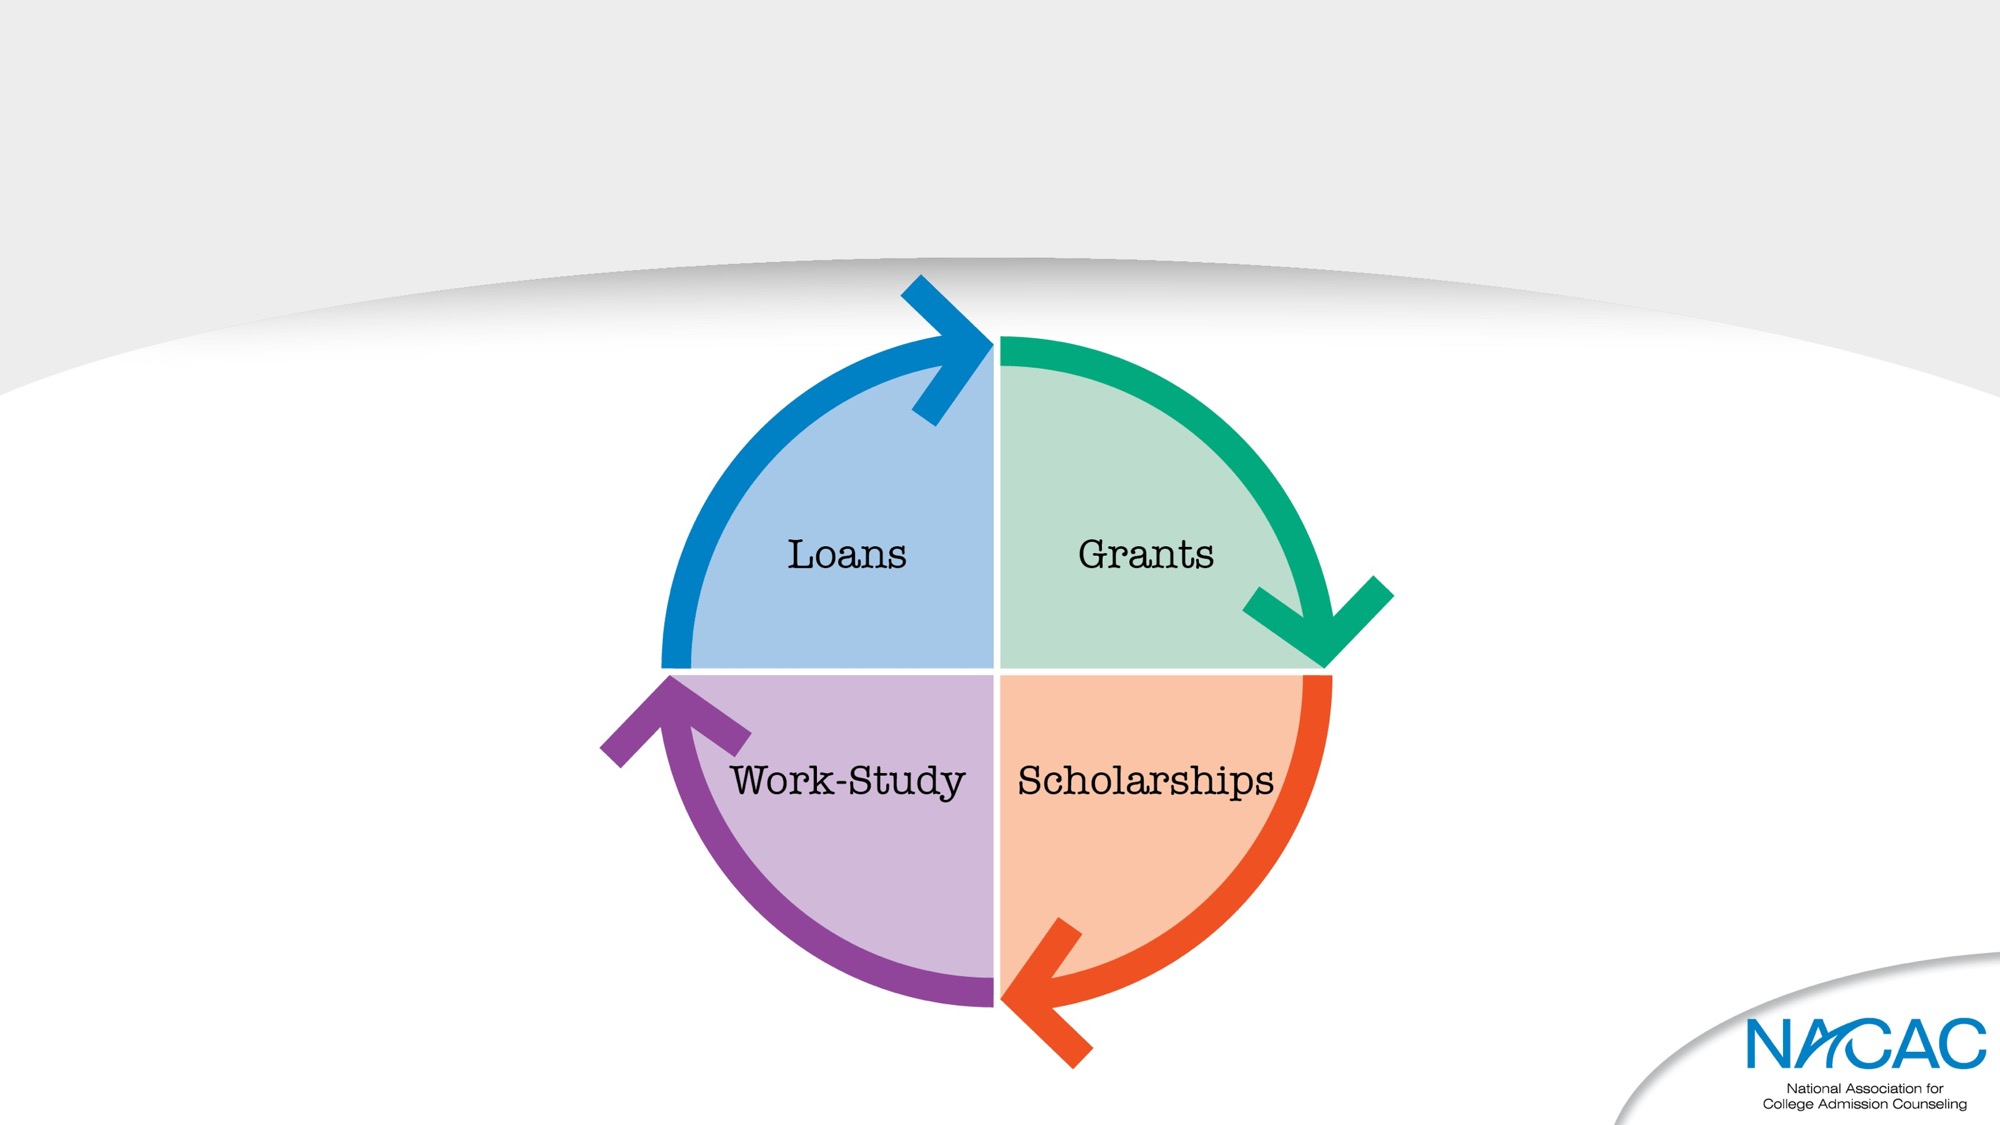 Loans
Grants
Work-Study
Scholarships
NACAC
National Association for
College Admission Counseling